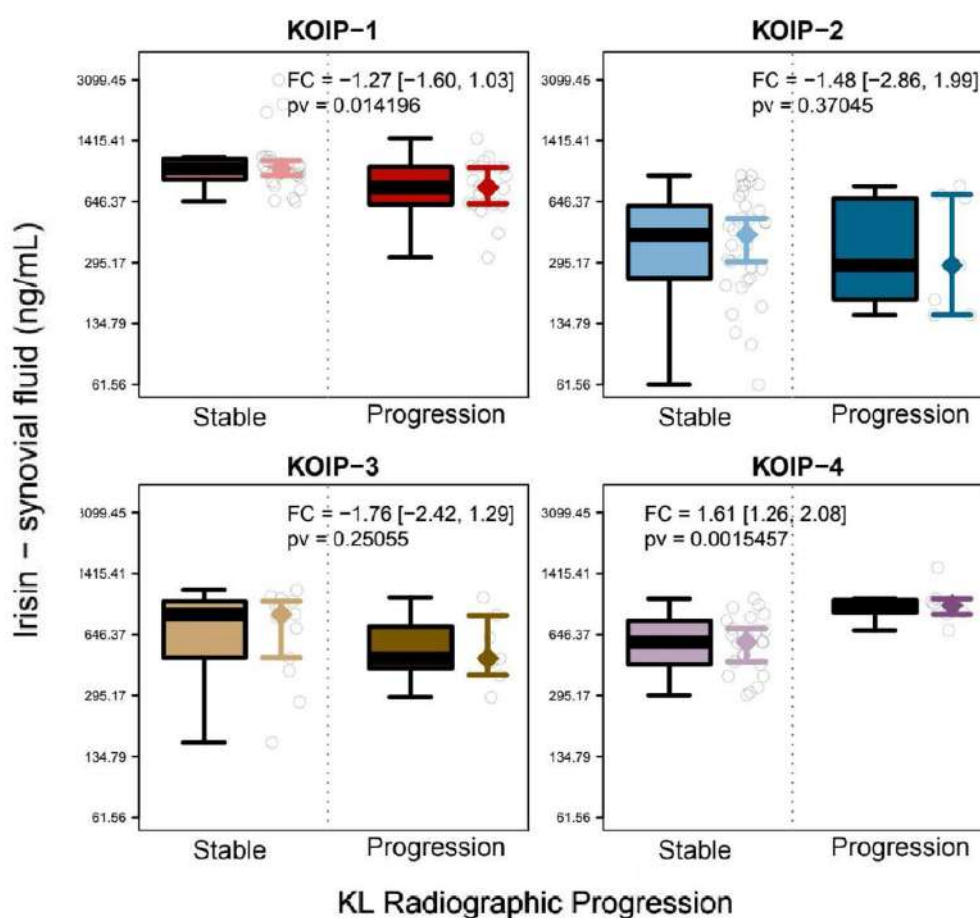 KOIP−1
FC = −1.27 [−1.60, 1.03]
pv = 0.014196
3099.45
1415.41
646.37
295.17
134.79
61.56
Stable
Progression
KOIP−2
FC = −1.48 [−2.86, 1.99]
pv = 0.37045
3099.45
1415.41
646.37
295.17
134.79
61.56
Stable
Progression
Irisin − synovial fluid (ng/mL)
KOIP−3
FC = −1.76 [−2.42, 1.29]
pv = 0.25055
3099.45
1415.41
646.37
295.17
134.79
61.56
Stable
Progression
KOIP−4
FC = 1.61 [1.26, 2.08]
pv = 0.0015457
3099.45
1415.41
646.37
295.17
134.79
61.56
Stable
Progression
KL Radiographic Progression